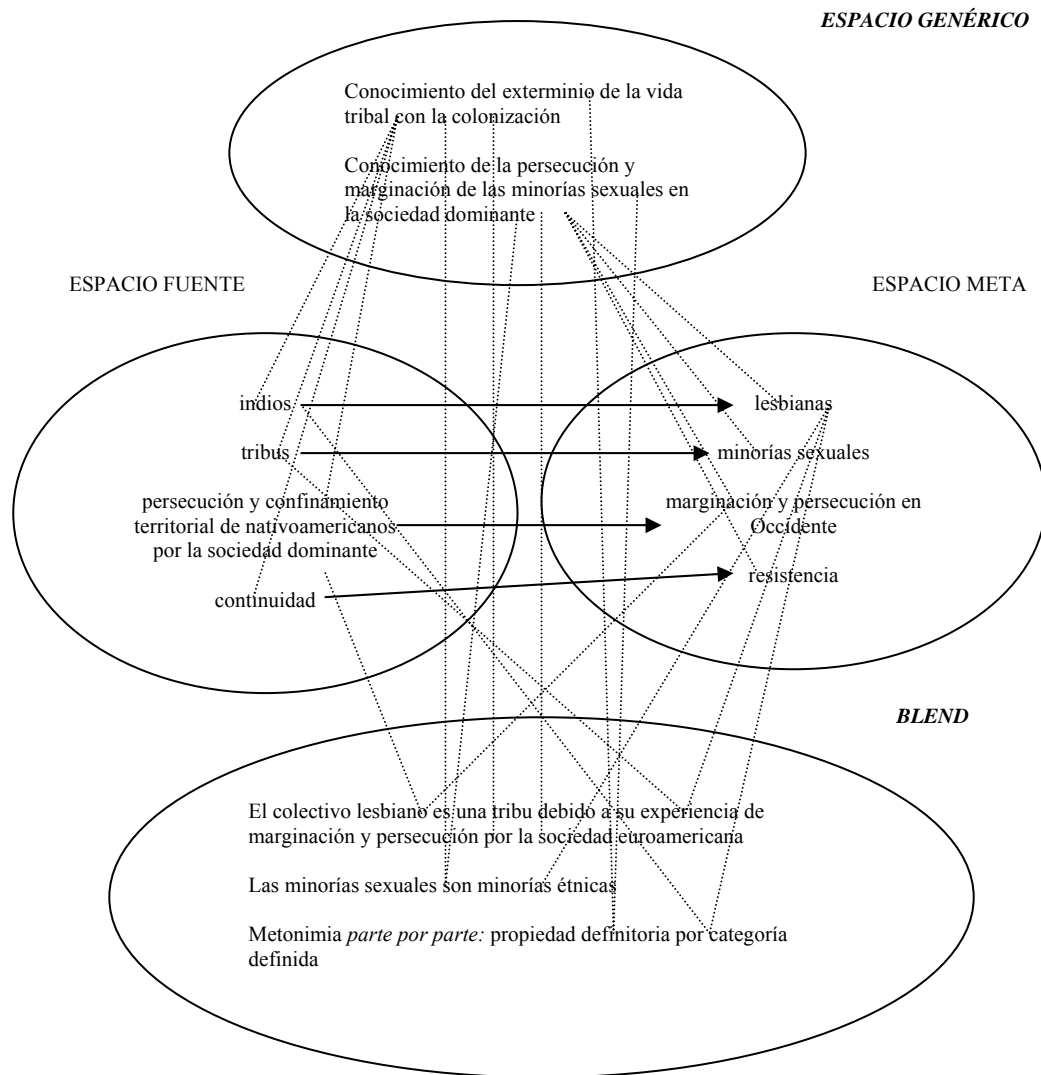 ESPACIO GENÉRICO
Conocimiento del exterminio de la vida
tribal con la colonización
Conocimiento de la persecución y
marginación de las minorías sexuales en
la sociedad dominante
ESPACIO FUENTE
ESPACIO META
indios
lesbianas
tribus
minorías sexuales
persecución y confinamiento
territorial de nativoamericanos
por la sociedad dominante
marginación y persecución en
Occidente
continuidad
resistencia
BLEND
El colectivo lesbiano es una tribu debido a su experiencia de
marginación y persecución por la sociedad euroamericana
Las minorías sexuales son minorías étnicas
Metonimia parte por parte: propiedad definitoria por categoría
definida